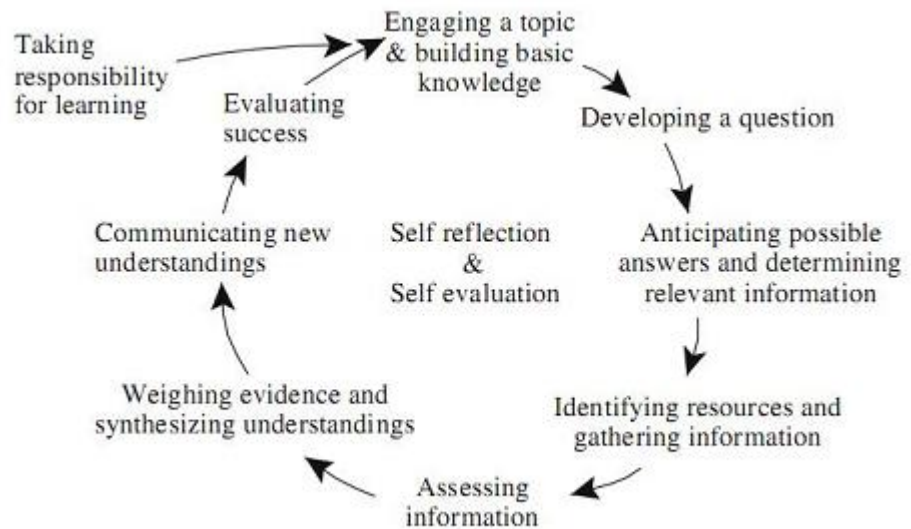 Taking
responsibility
for learning
Engaging a topic
& building basic
knowledge
Developing a question
Anticipating possible
answers and determining
relevant information
Identifying resources and
gathering information
Assessing
information
Weighing evidence and
synthesizing understandings
Communicating new
understandings
Evaluating
success
Self reflection
&
Self evaluation